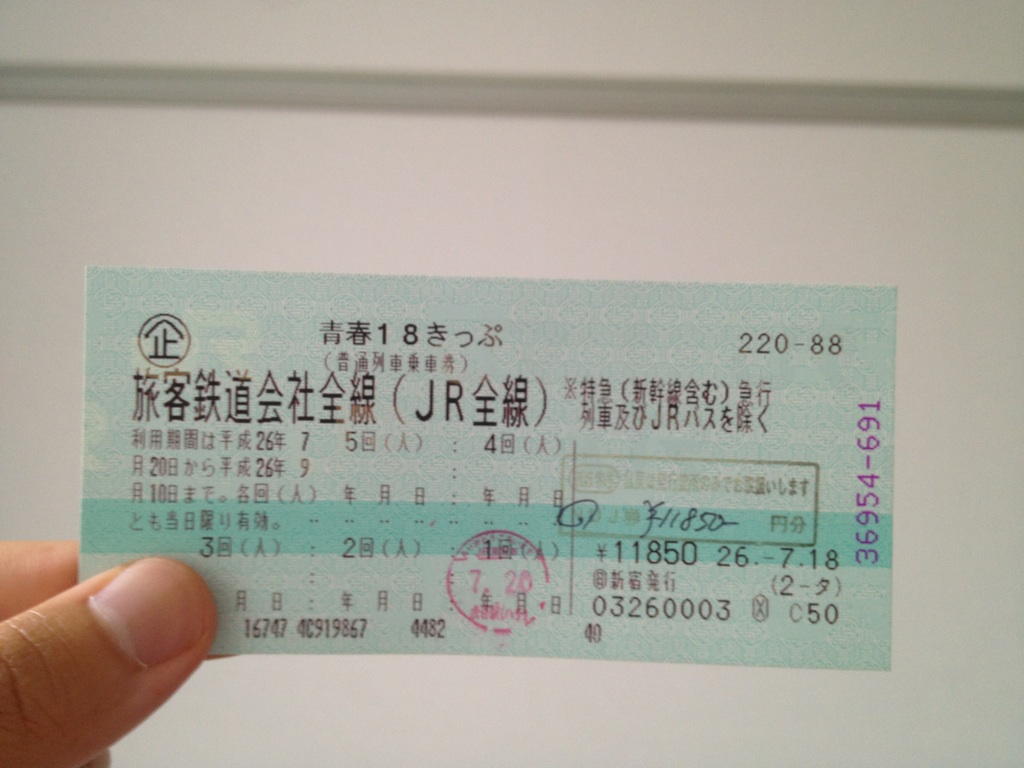 企
青春18きっぷ
220-88
(普通列車乗車券)
旅客鉄道会社全線(JR全線)
※特急(新幹線含む)急行
列車及びJRバスを除く
利用期間は平成26年 7
月20日から平成26年 9
月10日まで。各回(人)
とも当日限り有効。
5回(人) : 4回(人)
年 月 日 : 年 月 日
3回(人) : 2回(人) : 1回(人)
月 日 : 年 月 日 : 年 月 日
7. 20
いします
¥11850- 円分
¥11850 26.-7.18
新宿発行 (2-タ)
03260003 C50
16747 4C919867 4482 40
36954-691